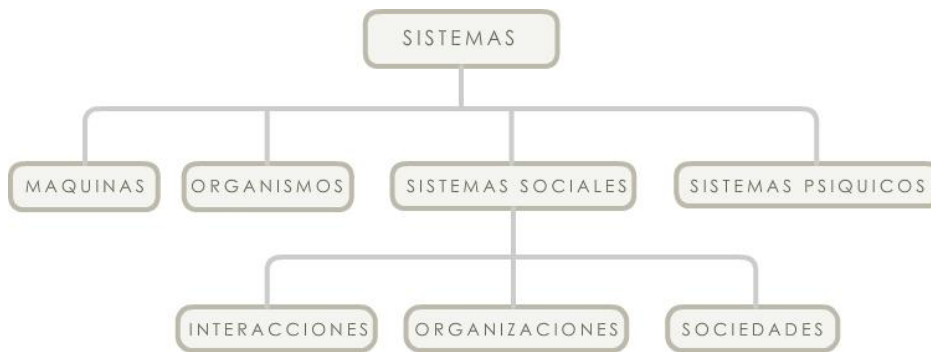 SISTEMAS
MAQUINAS
ORGANISMOS
SISTEMAS SOCIALES
SISTEMAS PSIQUICOS
INTERACCIONES
ORGANIZACIONES
SOCIEDADES